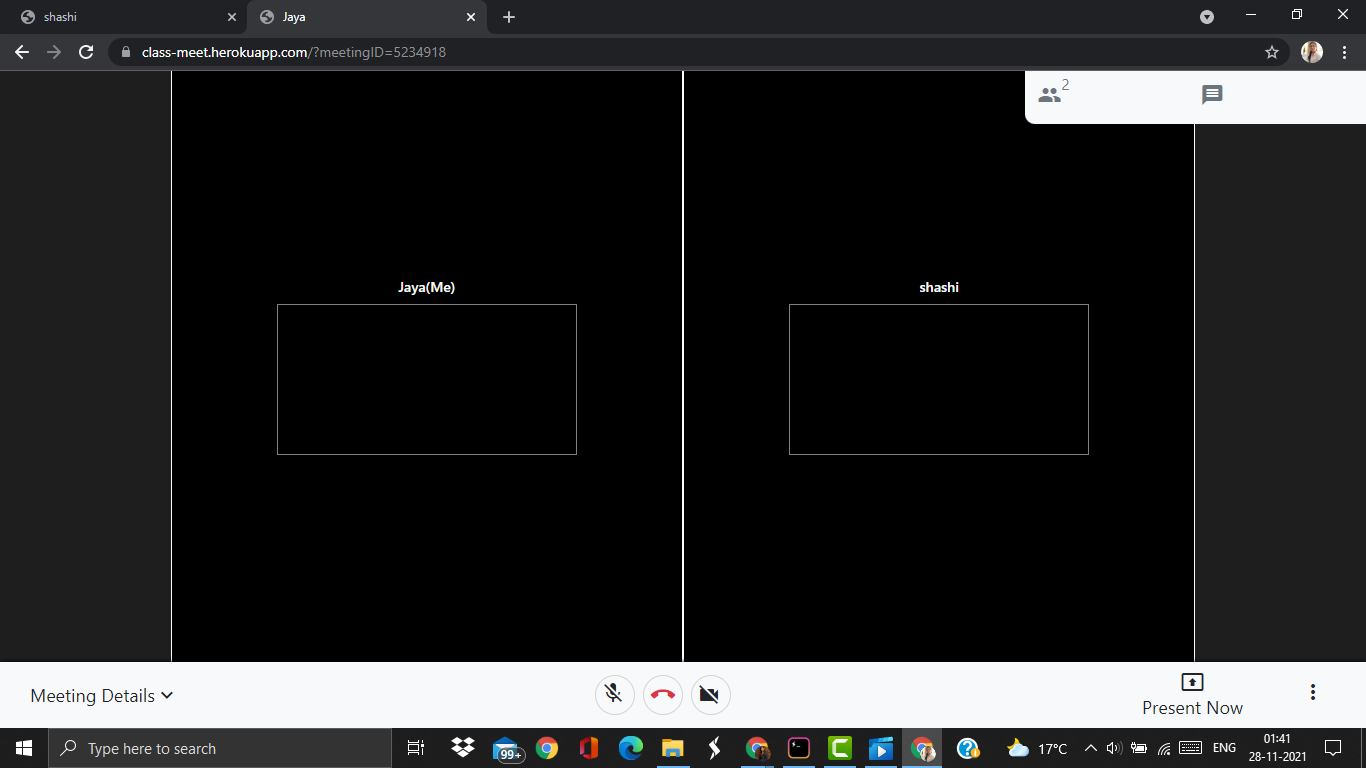 shashi
Jaya
class-meet.herokuapp.com/?meetingID=5234918
2
Jaya(Me)
shashi
Meeting Details
Present Now
Type here to search
99+
17°C
ENG
01:41
28-11-2021